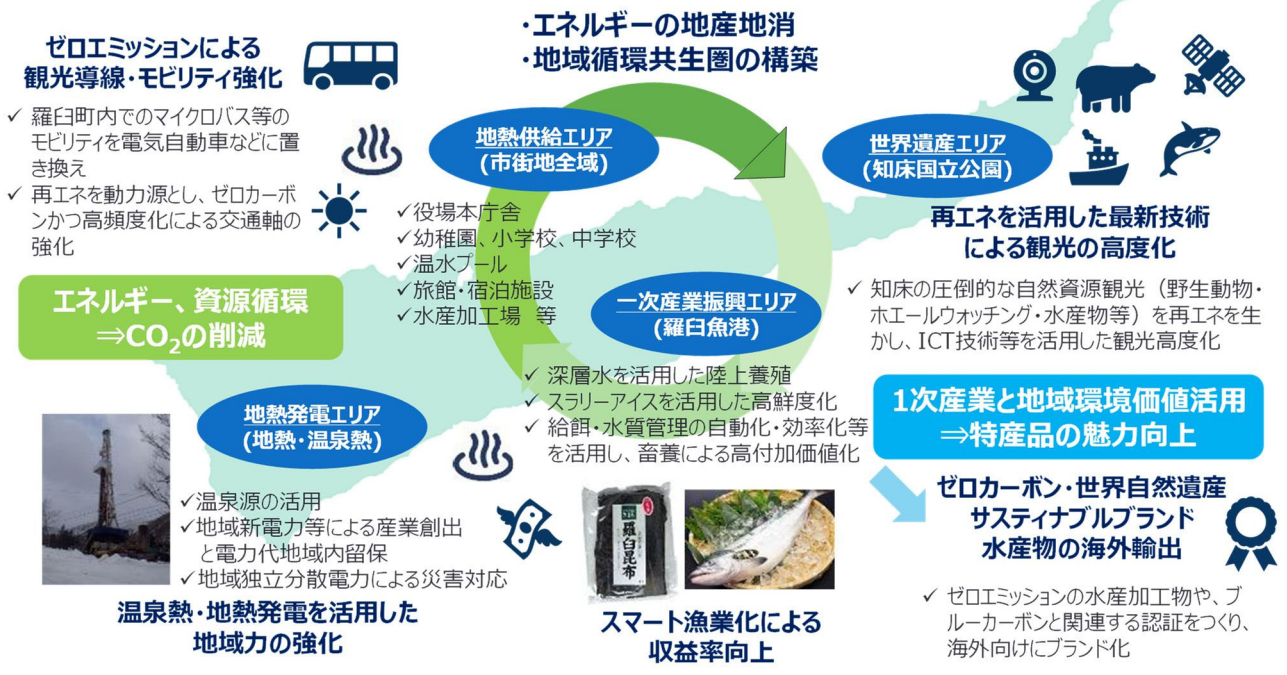 ・エネルギーの地産地消
・地域循環共生圏の構築
ゼロエミッションによる
観光導線・モビリティ強化
✓ 羅臼町内でのマイクロバス等の
モビリティを電気自動車などに置
き換え
✓ 再エネを動力源とし、ゼロカーボ
ンかつ高頻度化による交通軸の
強化
エネルギー、資源循環
⇒CO₂の削減
地熱供給エリア
(市街地全域)
✓役場本庁舎
✓幼稚園、小学校、中学校
✓温水プール
✓旅館・宿泊施設
✓水産加工場 等
世界遺産エリア
(知床国立公園)
再エネを活用した最新技術
による観光の高度化
✓ 知床の圧倒的な自然資源観光（野生動物・
ホエールウォッチング・水産物等）を再エネを生
かし、ICT技術等を活用した観光高度化
一次産業振興エリア
(羅臼魚港)
✓ 深層水を活用した陸上養殖
✓ スラリーアイスを活用した高鮮度化
✓ 給餌・水質管理の自動化・効率化等
を活用し、畜養による高付加価値化
羅臼昆布
スマート漁業化による
収益率向上
地熱発電エリア
(地熱・温泉熱)
✓温泉源の活用
✓地域新電力等による産業創出
と電力代地域内留保
✓地域独立分散電力による災害対応
温泉熱・地熱発電を活用した
地域力の強化
1次産業と地域環境価値活用
⇒特産品の魅力向上
ゼロカーボン・世界自然遺産
サスティナブルブランド
水産物の海外輸出
✓ ゼロエミッションの水産加工物や、ブ
ルーカーボンと関連する認証をつくり、
海外向けにブランド化